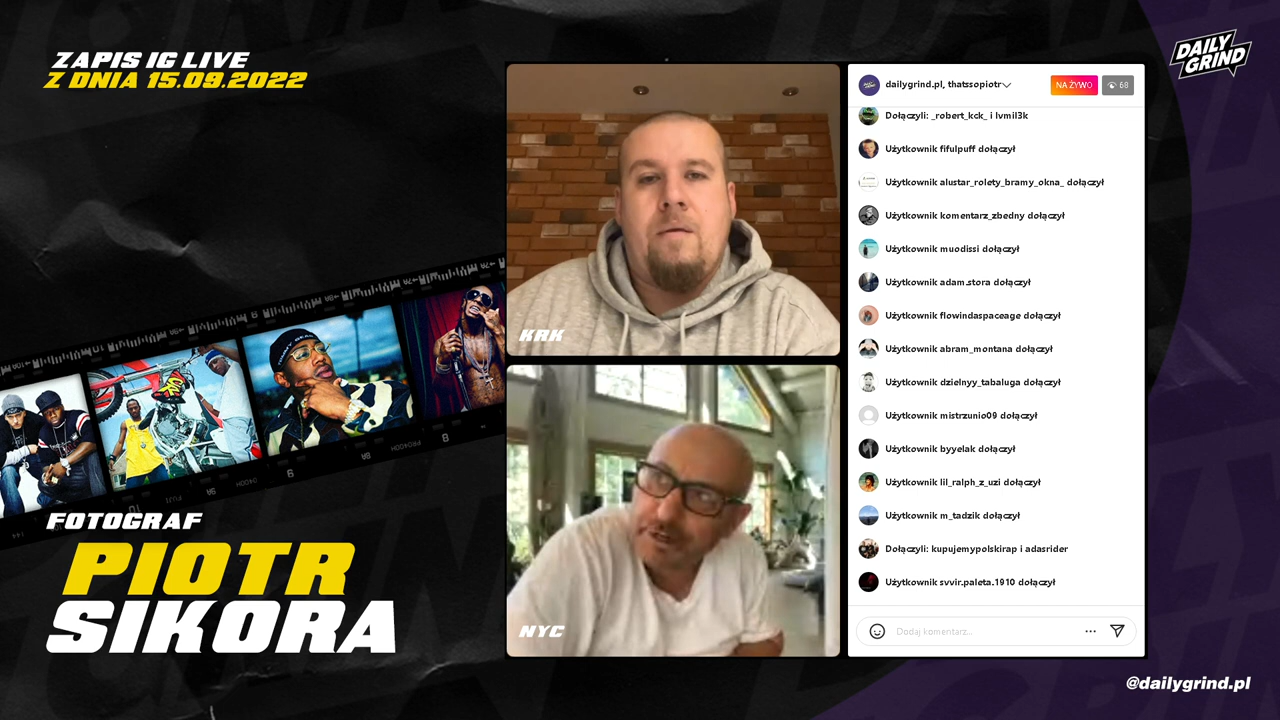 ZAPIS IG LIVE
Z DNIA 15.09.2022
DAILY
GRIND
FOTOGRAF
PIOTR
SIKORA
KRK
NYC
dailygrind.pl, thatssopiotr
NA ŻYWO
68
Dołączyli: _robert_kck_ i lvmil3k
Użytkownik fifulpuff dołączył
Użytkownik alustar_rolety_bramy_okna_ dołączył
Użytkownik komentarz_zbedny dołączył
Użytkownik muodissi dołączył
Użytkownik adam.stora dołączył
Użytkownik flowindaspaceage dołączył
Użytkownik abram_montana dołączył
Użytkownik dzielnyy_tabaluga dołączył
Użytkownik mistrzunio09 dołączył
Użytkownik byyelak dołączył
Użytkownik lil_ralph_z_uzi dołączył
Użytkownik m_tadzik dołączył
Dołączyli: kupujemypolskirap i adasrider
Użytkownik svvir.paleta.1910 dołączył
Dodaj komentarz...
@dailygrind.pl